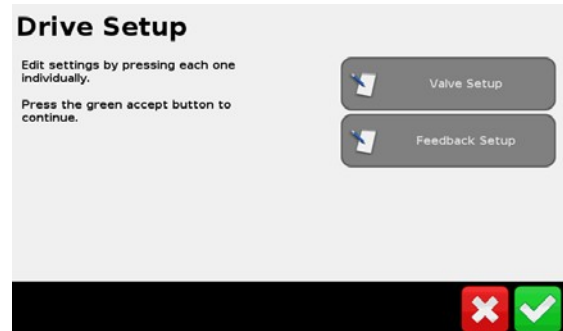 Drive Setup
Edit settings by pressing each one
individually.
Press the green accept button to
continue.
Valve Setup
Feedback Setup